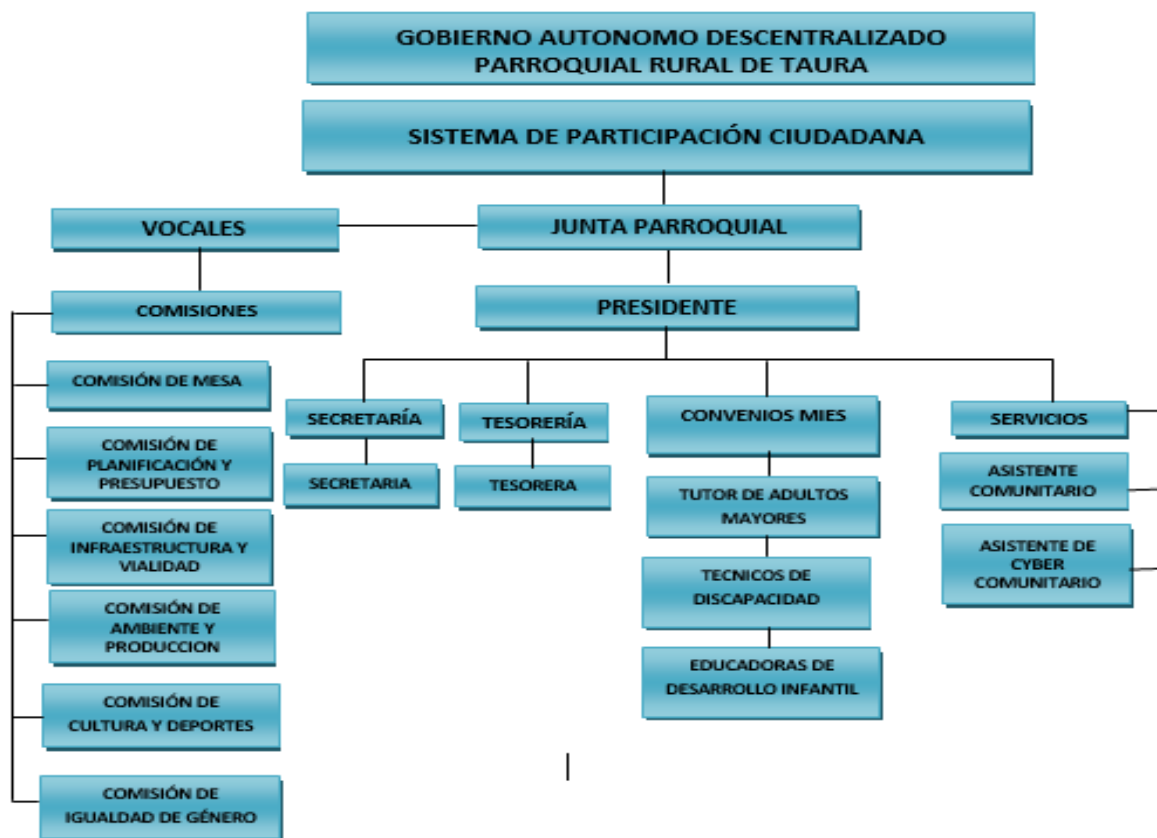 GOBIERNO AUTONOMO DESCENTRALIZADO
PARROQUIAL RURAL DE TAURA
SISTEMA DE PARTICIPACIÓN CIUDADANA
VOCALES
JUNTA PARROQUIAL
COMISIONES
PRESIDENTE
COMISIÓN DE MESA
COMISIÓN DE
PLANIFICACIÓN Y
PRESUPUESTO
COMISIÓN DE
INFRAESTRUCTURA Y
VIALIDAD
COMISIÓN DE
AMBIENTE Y
PRODUCCION
COMISIÓN DE
CULTURA Y DEPORTES
COMISIÓN DE
IGUALDAD DE GÉNERO
SECRETARÍA
SECRETARIA
TESORERÍA
TESORERA
CONVENIOS MIES
TUTOR DE ADULTOS
MAYORES
TECNICOS DE
DISCAPACIDAD
EDUCADORAS DE
DESARROLLO INFANTIL
SERVICIOS
ASISTENTE
COMUNITARIO
ASISTENTE DE
CYBER
COMUNITARIO